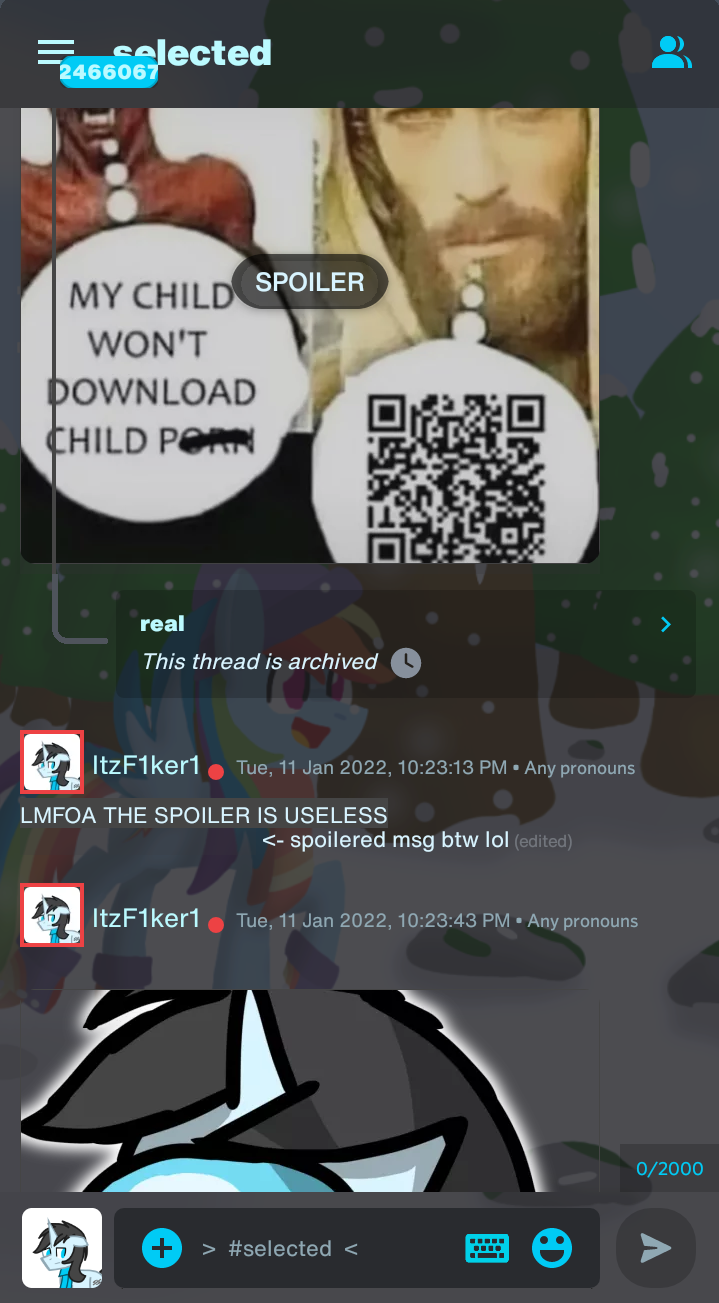 selected
2466067
SPOILER
MY CHILD
WON'T
DOWNLOAD
CHILD PORN
real
This thread is archived
ItzF1ker1 Tue, 11 Jan 2022, 10:23:13 PM • Any pronouns
LMFOA THE SPOILER IS USELESS
<- spoilered msg btw lol (edited)
ItzF1ker1 Tue, 11 Jan 2022, 10:23:43 PM • Any pronouns
0/2000
> #selected <